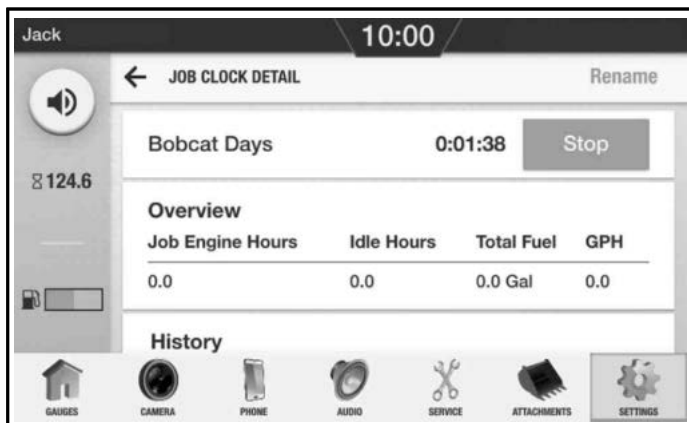 Jack
10:00
JOB CLOCK DETAIL
Rename
Bobcat Days 0:01:38 Stop
124.6
Overview
Job Engine Hours Idle Hours Total Fuel GPH
0.0 0.0 0.0 Gal 0.0
History
GAUGES CAMERA PHONE AUDIO SERVICE ATTACHMENTS SETTINGS